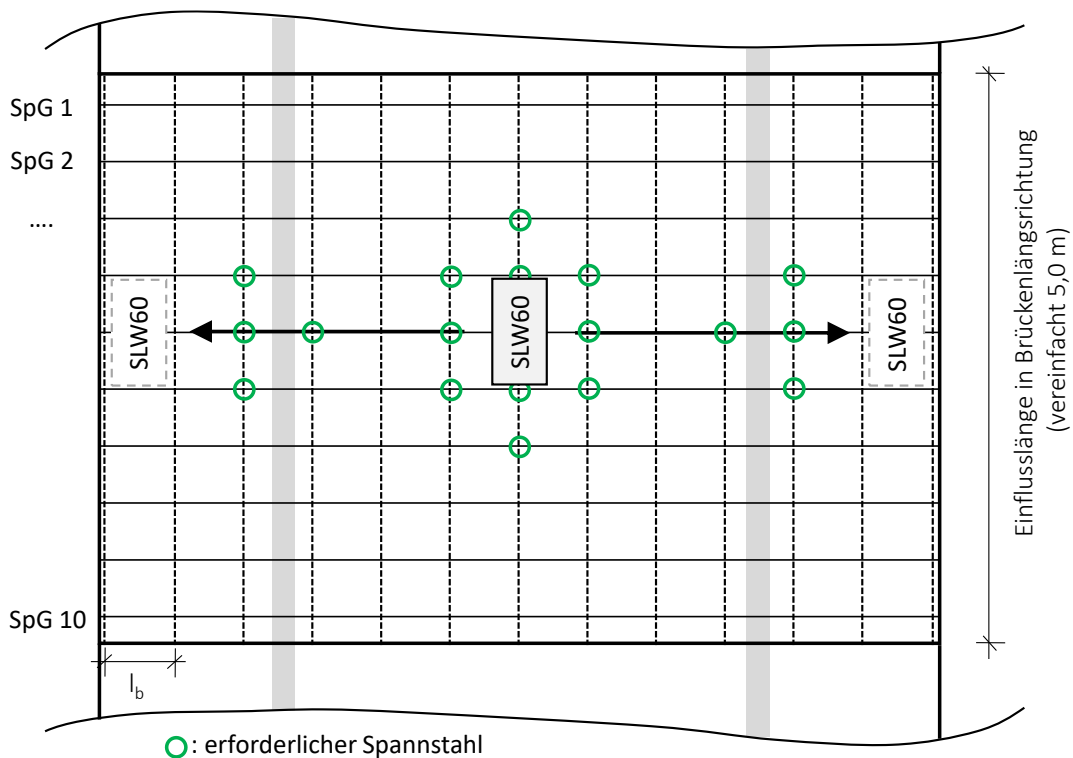 SpG 1
SpG 2
....
SLW60
SLW60
SLW60
SpG 10
l_b
Einflusslänge in Brückenlängsrichtung
(vereinfacht 5,0 m)
: erforderlicher Spannstahl